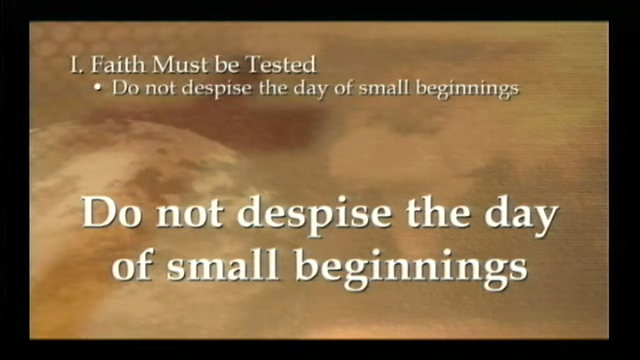 I. Faith Must be Tested
• Do not despise the day of small beginnings
Do not despise the day
of small beginnings